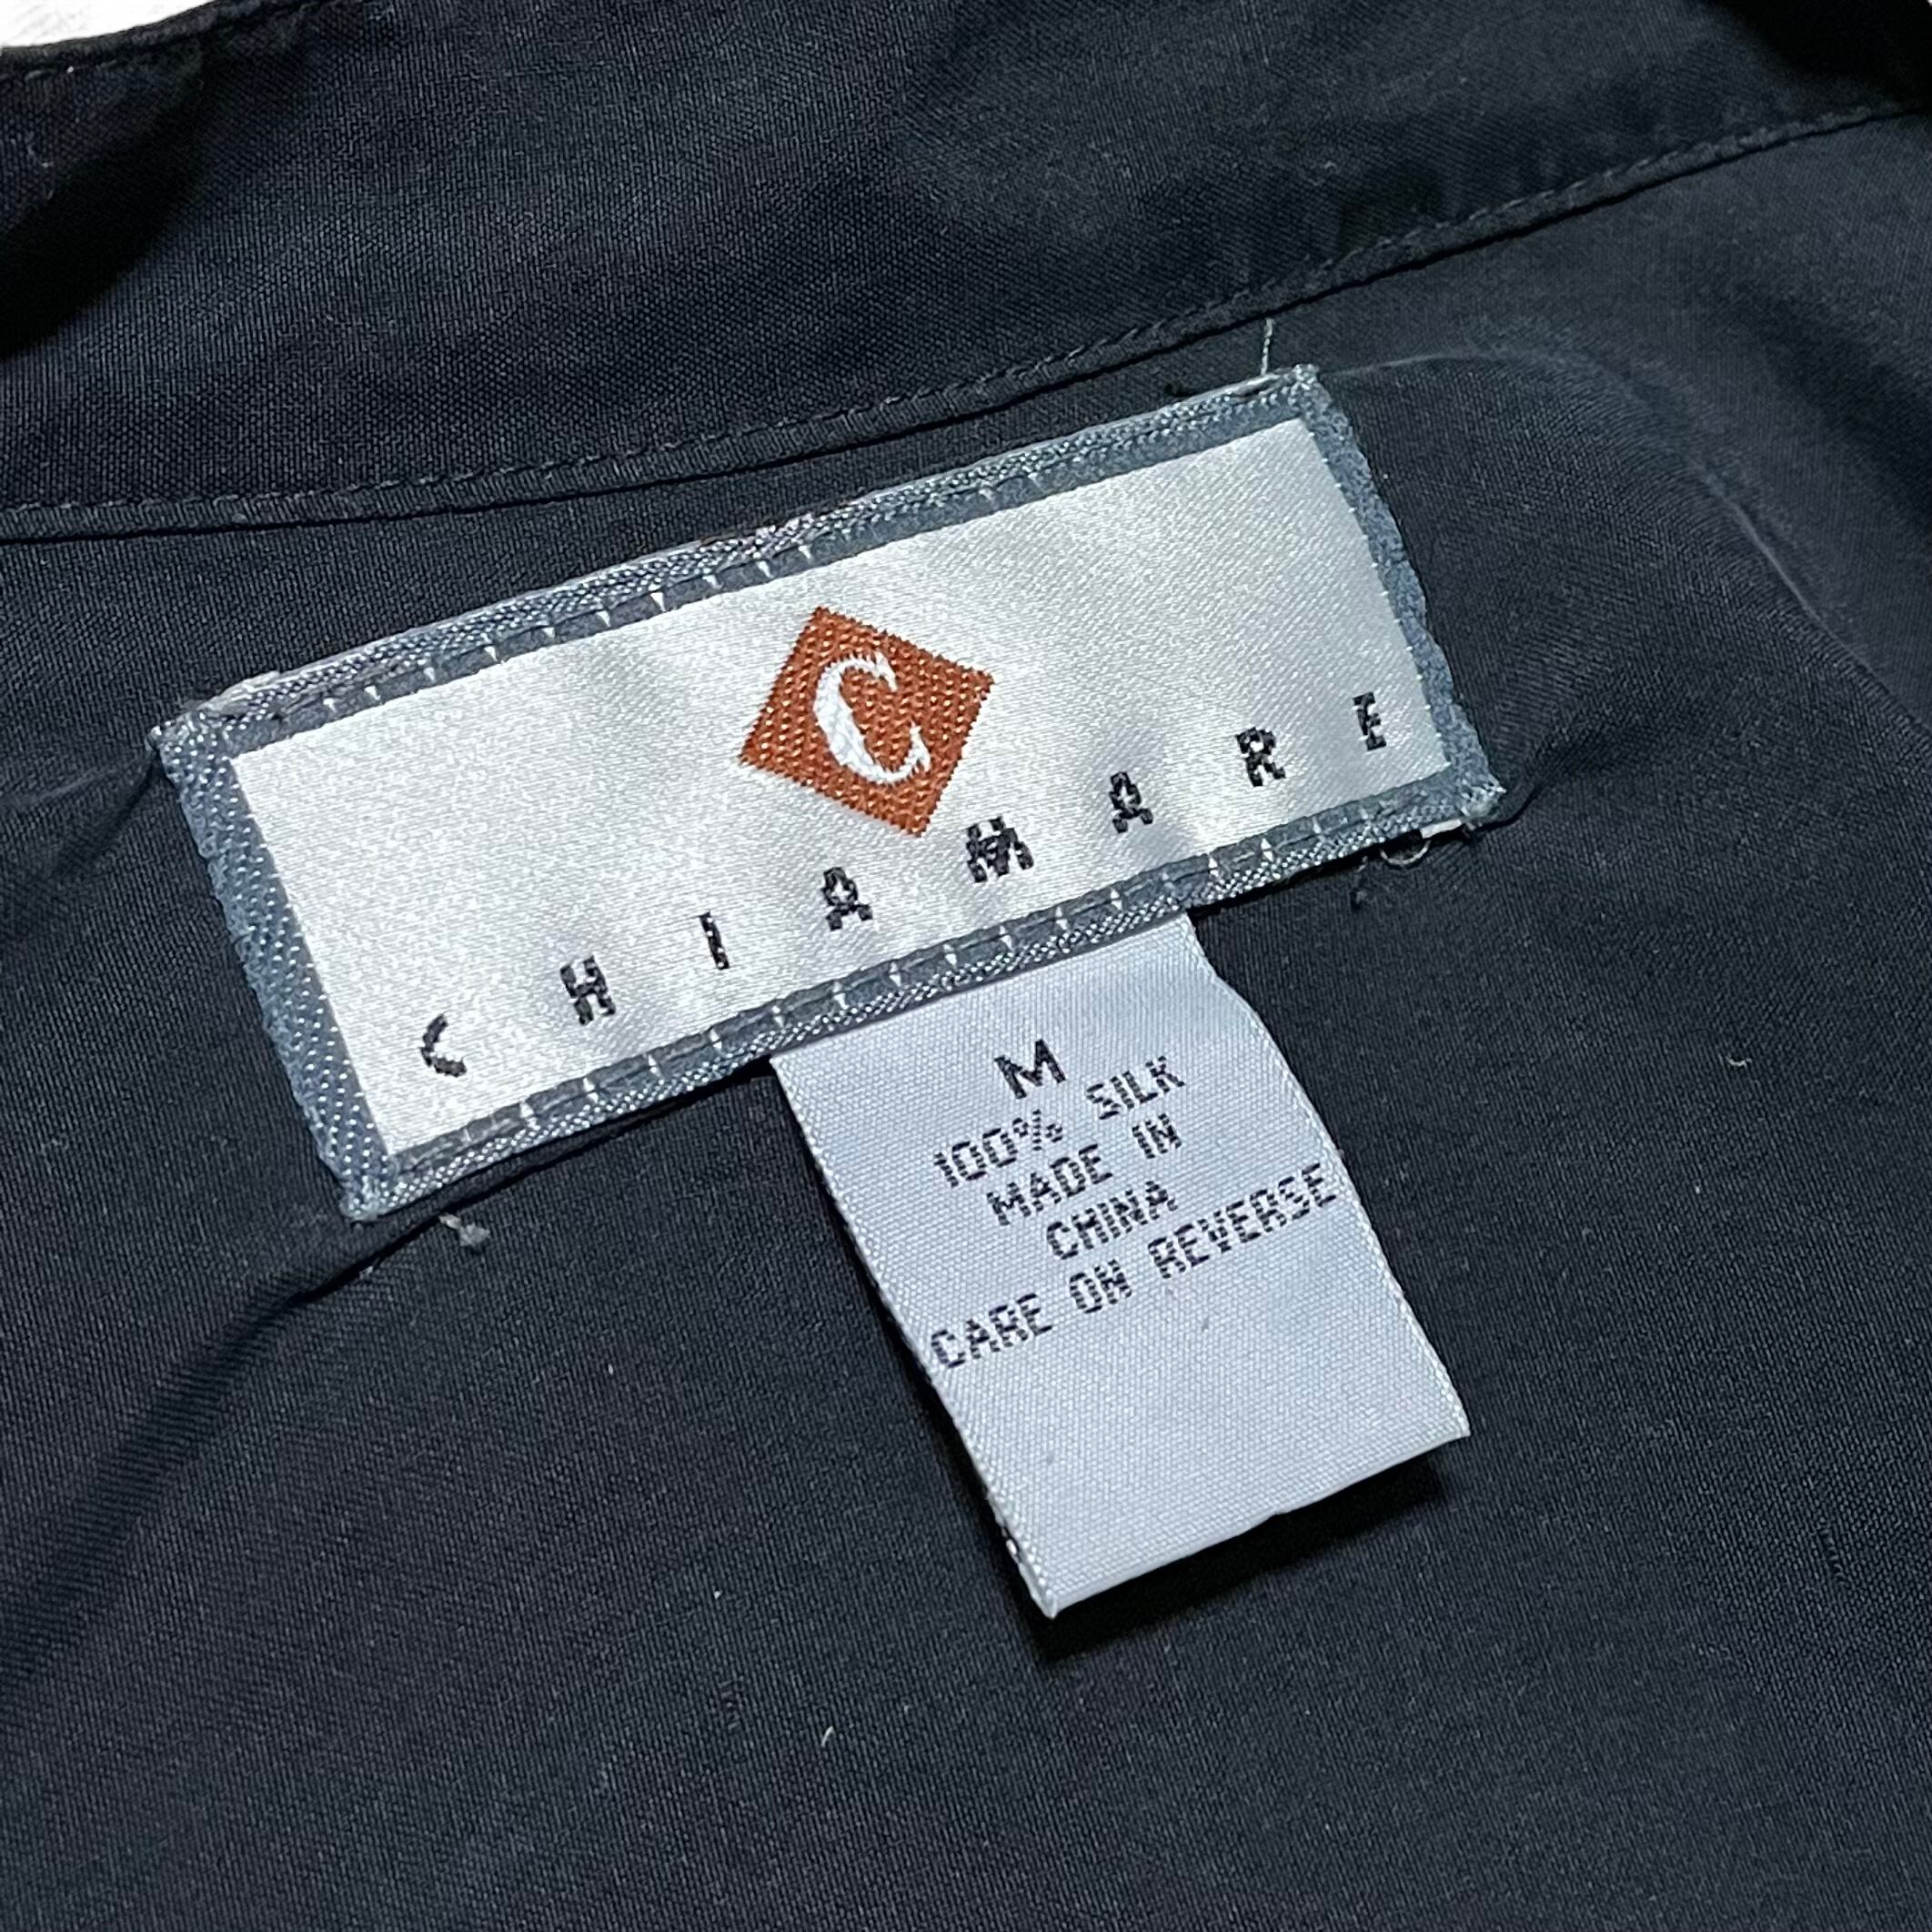 C
CHIAMARE
M
100% SILK
MADE IN
CHINA
CARE ON REVERSE